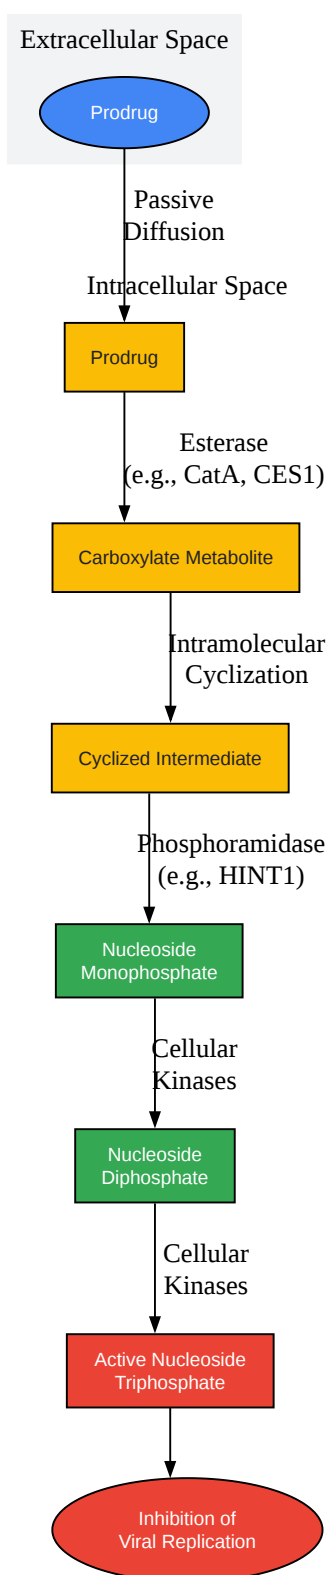 Extracellular Space
Prodrug
Passive
Diffusion
Intracellular Space
Prodrug
Esterase
(e.g., CatA, CES1)
Carboxylate Metabolite
Intramolecular
Cyclization
Cyclized Intermediate
Phosphoramidase
(e.g., HINT1)
Nucleoside
Monophosphate
Cellular
Kinases
Nucleoside
Diphosphate
Cellular
Kinases
Active Nucleoside
Triphosphate
Inhibition of
Viral Replication